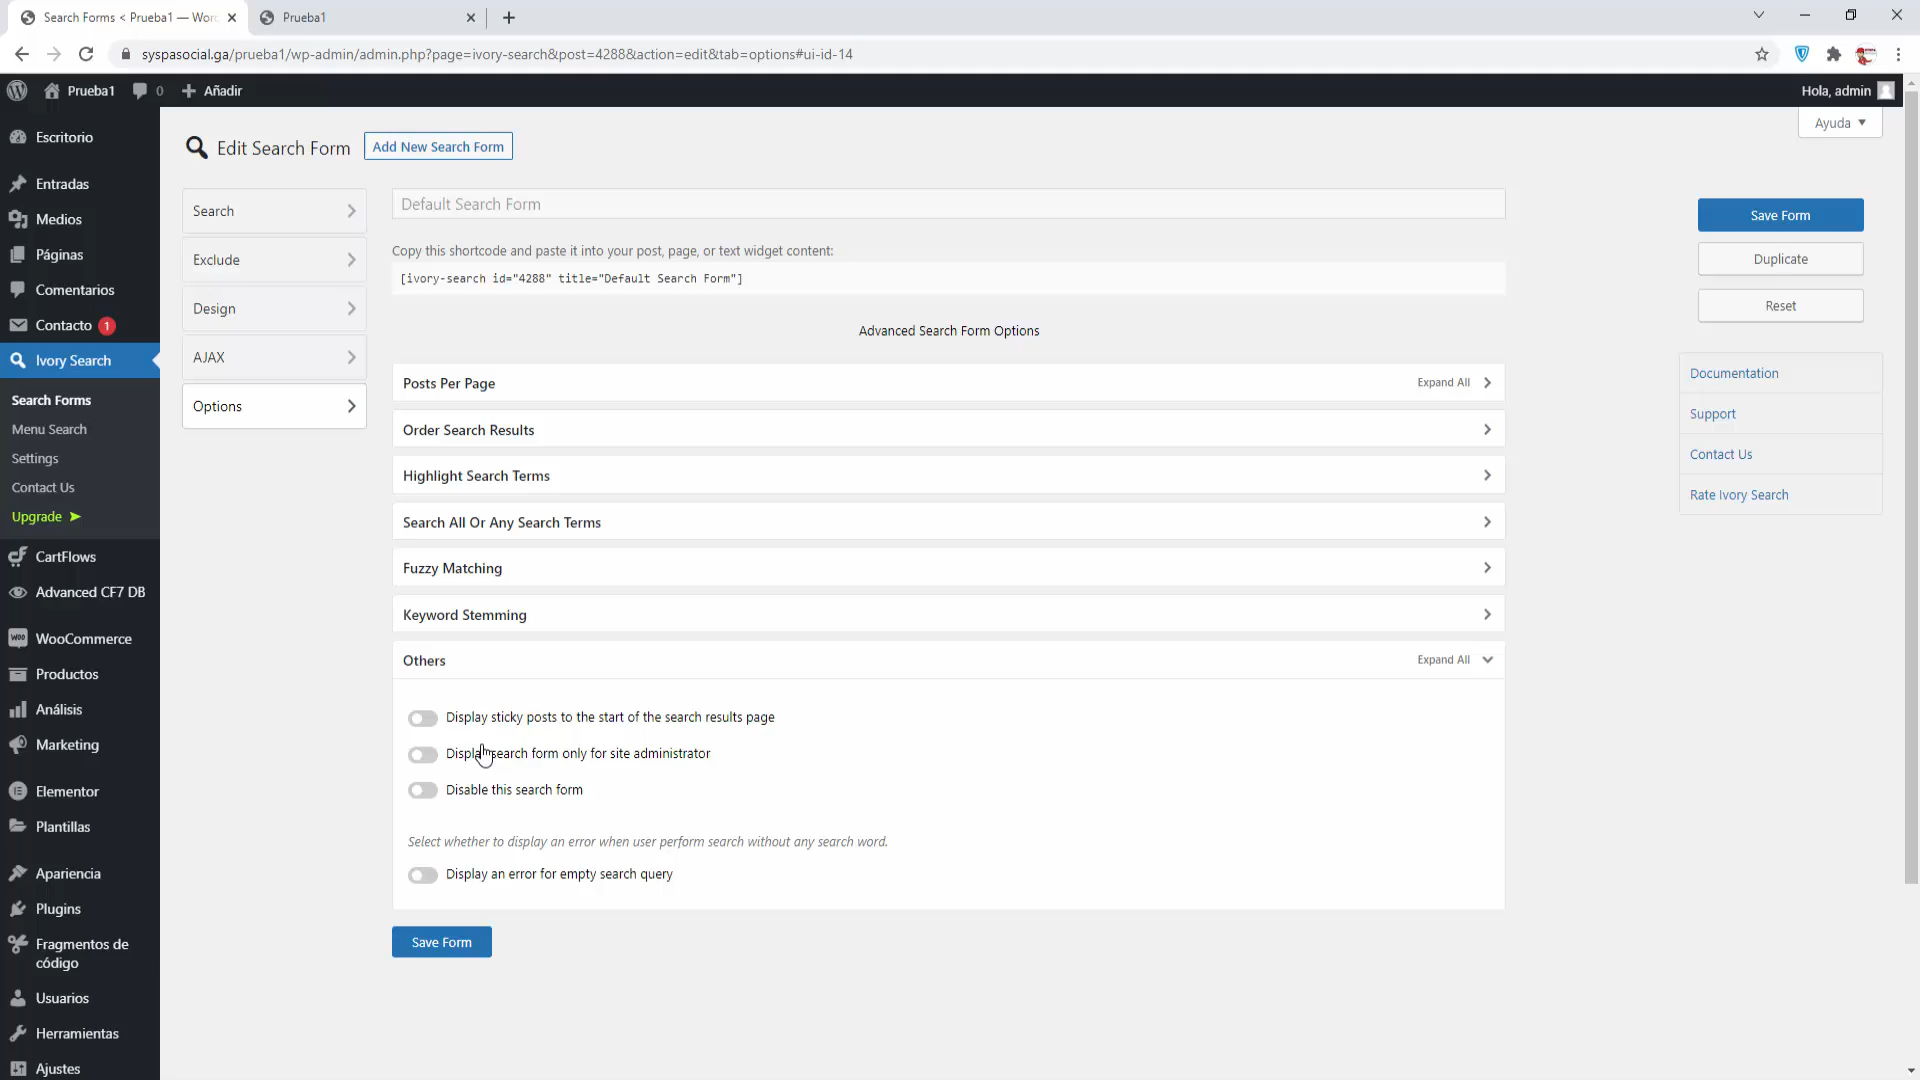 Search Forms < Prueba1 — Word
Prueba1
syspasocial.ga/prueba1/wp-admin/admin.php?page=ivory-search&post=4288&action=edit&tab=options#ui-id-14
Prueba1
0
Añadir
Hola, admin
Ayuda
Escritorio
Entradas
Medios
Páginas
Comentarios
Contacto 1
Ivory Search
Search Forms
Menu Search
Settings
Contact Us
Upgrade ➤
CartFlows
Advanced CF7 DB
WooCommerce
Productos
Análisis
Marketing
Elementor
Plantillas
Apariencia
Plugins
Fragmentos de
código
Usuarios
Herramientas
Ajustes
Edit Search Form
Add New Search Form
Search
Exclude
Design
AJAX
Options
Default Search Form
Copy this shortcode and paste it into your post, page, or text widget content:
[ivory-search id="4288" title="Default Search Form"]
Advanced Search Form Options
Posts Per Page
Expand All
Order Search Results
Highlight Search Terms
Search All Or Any Search Terms
Fuzzy Matching
Keyword Stemming
Others
Expand All
Display sticky posts to the start of the search results page
Display search form only for site administrator
Disable this search form
Select whether to display an error when user perform search without any search word.
Display an error for empty search query
Save Form
Save Form
Duplicate
Reset
Documentation
Support
Contact Us
Rate Ivory Search